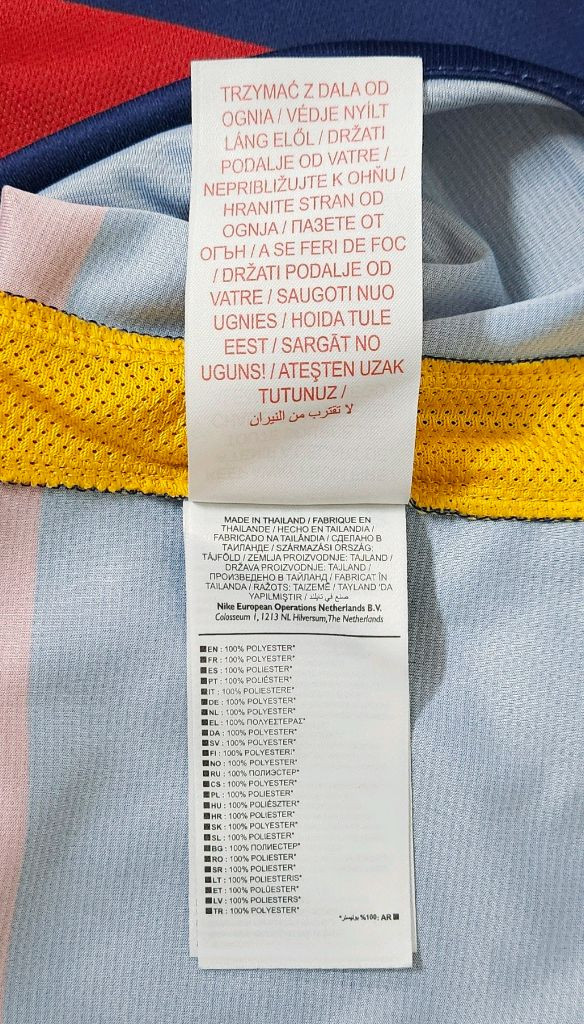 TRZYMAĆ Z DALA OD
OGNIA / VÉDJE NYÍLT
LÁNG ELŐL / DRŽATI
PODALJE OD VATRE /
NEPRIBLIŽUJTE K OHŇU /
HRANITE STRAN OD
OGNJA / ПАЗЕТЕ ОТ
ОГЪН / A SE FERI DE FOC
/ DRŽATI PODALJE OD
VATRE / SAUGOTI NUO
UGNIES / HOIDA TULE
EEST / SARGĀT NO
UGUNS! / ATEŞTEN UZAK
TUTUNUZ /
لا تقترب من النيران
MADE IN THAILAND / FABRIQUE EN
THAILANDE / HECHO EN TAILANDIA /
FABRICADO NA TAILÂNDIA / СДЕЛАНО В
ТАИЛАНДЕ / SZÁRMAZÁSI ORSZÁG:
TÁJFÖLD / ZEMLJA PROIZVODNJE: TAJLAND /
DRŽAVA PROIZVODNJE: TAJLAND /
ПРОИЗВЕДЕНО В ТАЙЛАНД / FABRICAT ÎN
TAILANDA / RAŽOTS: TAIZEMĒ / TAYLAND 'DA
YAPILMIŞTIR / صنع في تايلند
Nike European Operations Netherlands B.V.
Colosseum 1, 1213 NL Hilversum, The Netherlands
EN : 100% POLYESTER*
FR : 100% POLYESTER*
ES : 100% POLIÉSTER*
PT : 100% POLIÉSTER*
IT : 100% POLIESTERE*
DE : 100% POLYESTER*
NL : 100% POLYESTER*
EL : 100% ΠΟΛΥΕΣΤΕΡΑΣ*
DA : 100% POLYESTER*
SV : 100% POLYESTER*
FI : 100% POLYESTERI*
NO : 100% POLYESTER*
RU : 100% ПОЛИЭСТЕР*
CS : 100% POLYESTER*
PL : 100% POLIESTER*
HU : 100% POLIÉSZTER*
HR : 100% POLIESTER*
SK : 100% POLYESTER*
SL : 100% POLIESTER*
BG : 100% ПОЛИЕСТЕР*
RO : 100% POLIESTER*
SR : 100% POLIESTER*
LT : 100% POLIESTERIS*
ET : 100% POLÜESTER*
LV : 100% POLIESTERS*
TR : 100% POLYESTER*
AR : 100% بوليستر*